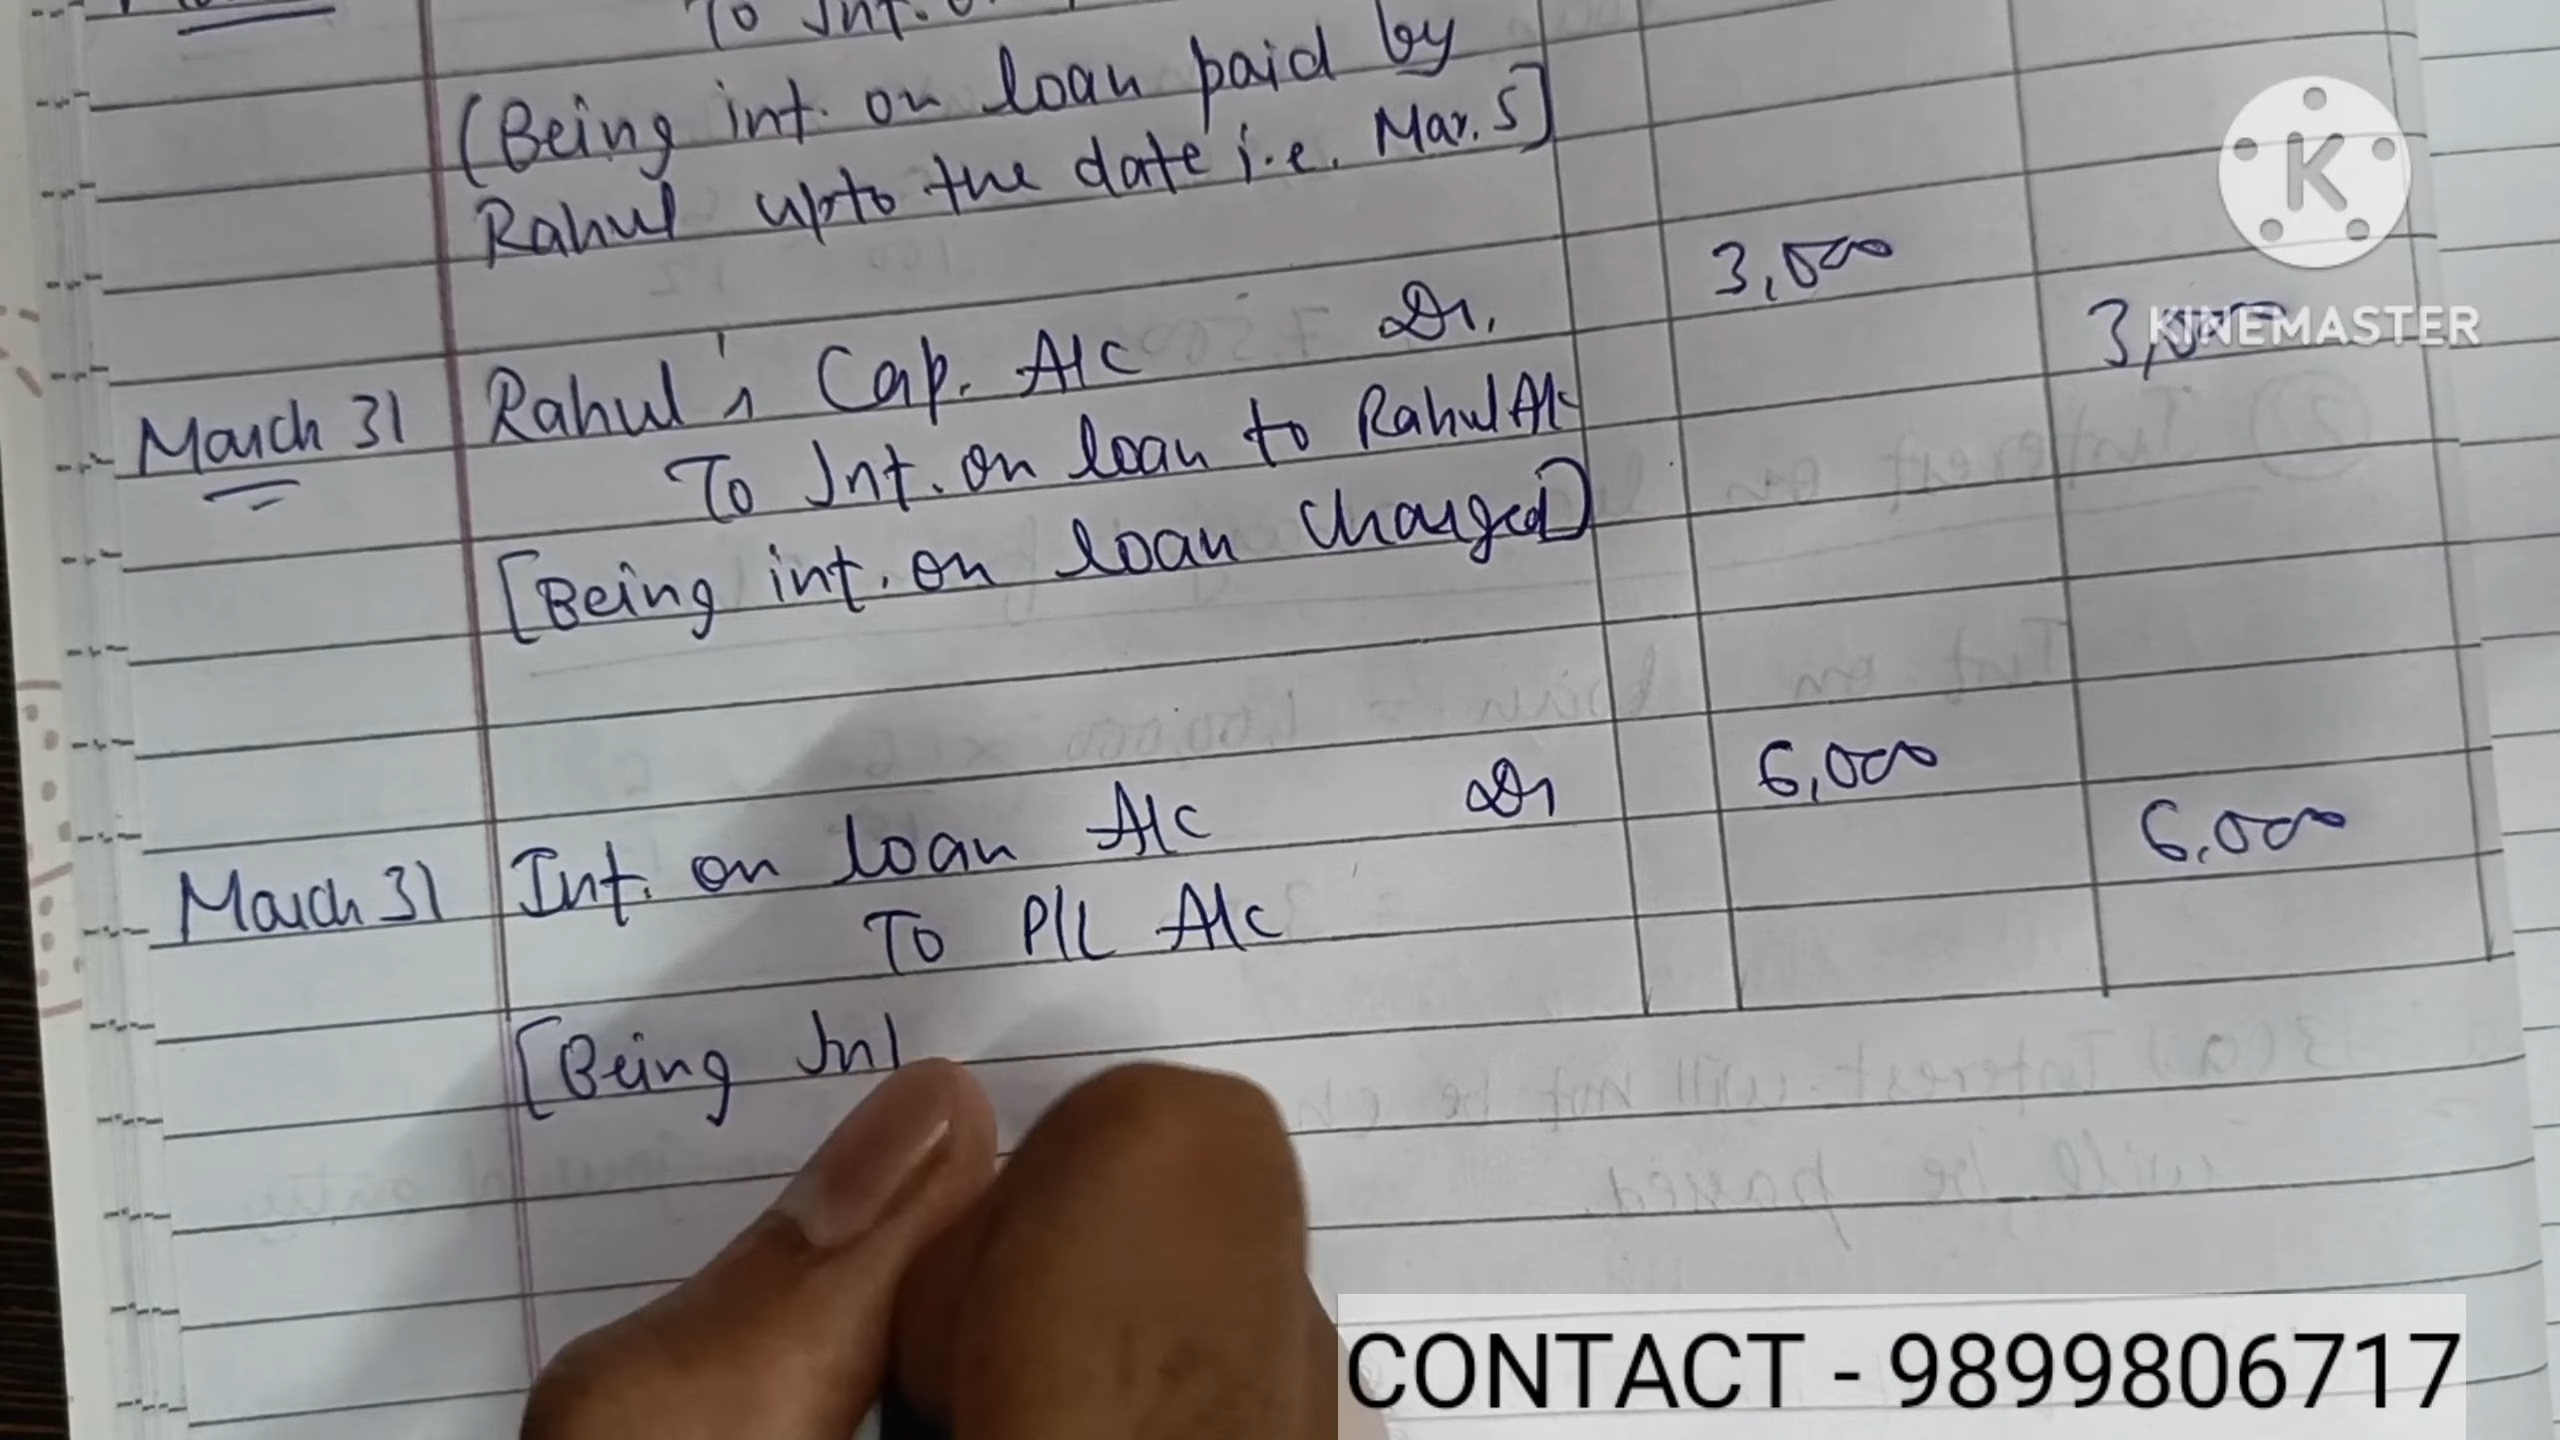 To Int. o
(Being int. on loan paid by
Rahul upto the date i.e. Mar. 5]
March 31 Rahul's Cap. A/c Dr. 3,000
To Int. on loan to Rahul A/c 3,000
[Being int. on loan charged]
March 31 Int. on loan A/c Dr 6,000
To P/L A/c 6,000
[Being Int
K
KINEMASTER
CONTACT - 9899806717